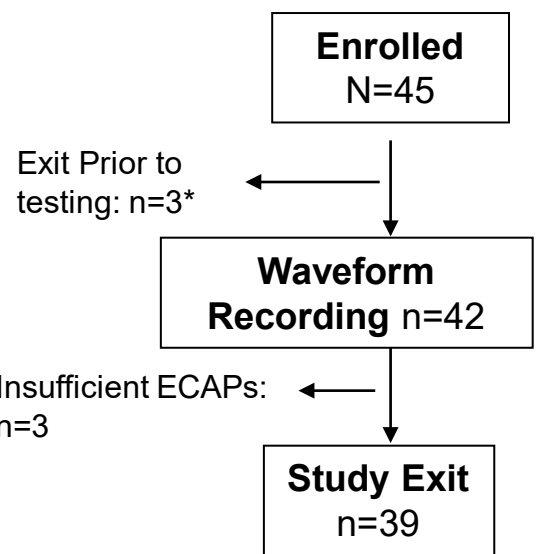 Enrolled
N=45
Exit Prior to
testing: n=3*
Waveform
Recording n=42
Insufficient ECAPs:
n=3
Study Exit
n=39